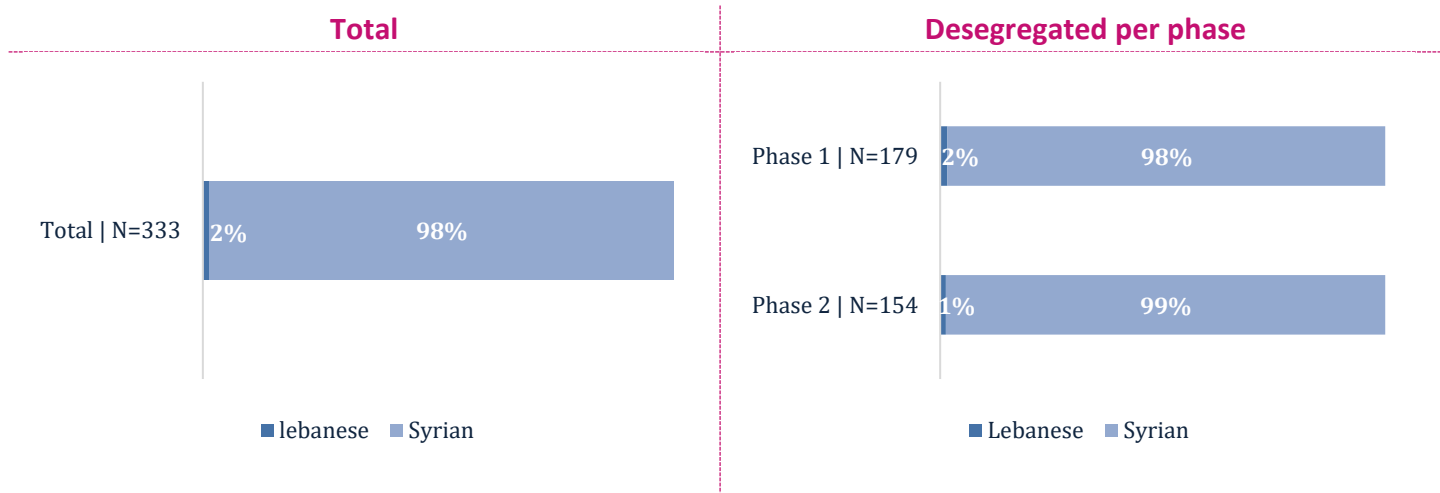 Total
Total | N=333
2%
98%
lebanese Syrian
Desegregated per phase
Phase 1 | N=179
2%
98%
Phase 2 | N=154
1%
99%
Lebanese Syrian